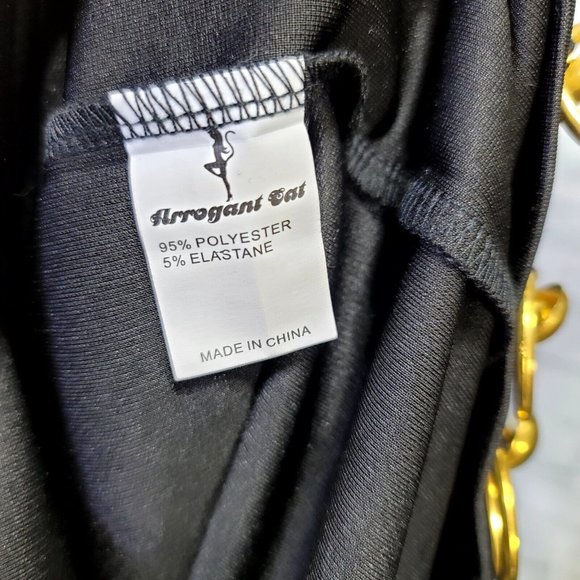 Arrogant Cat
95% POLYESTER
5% ELASTANE
MADE IN CHINA